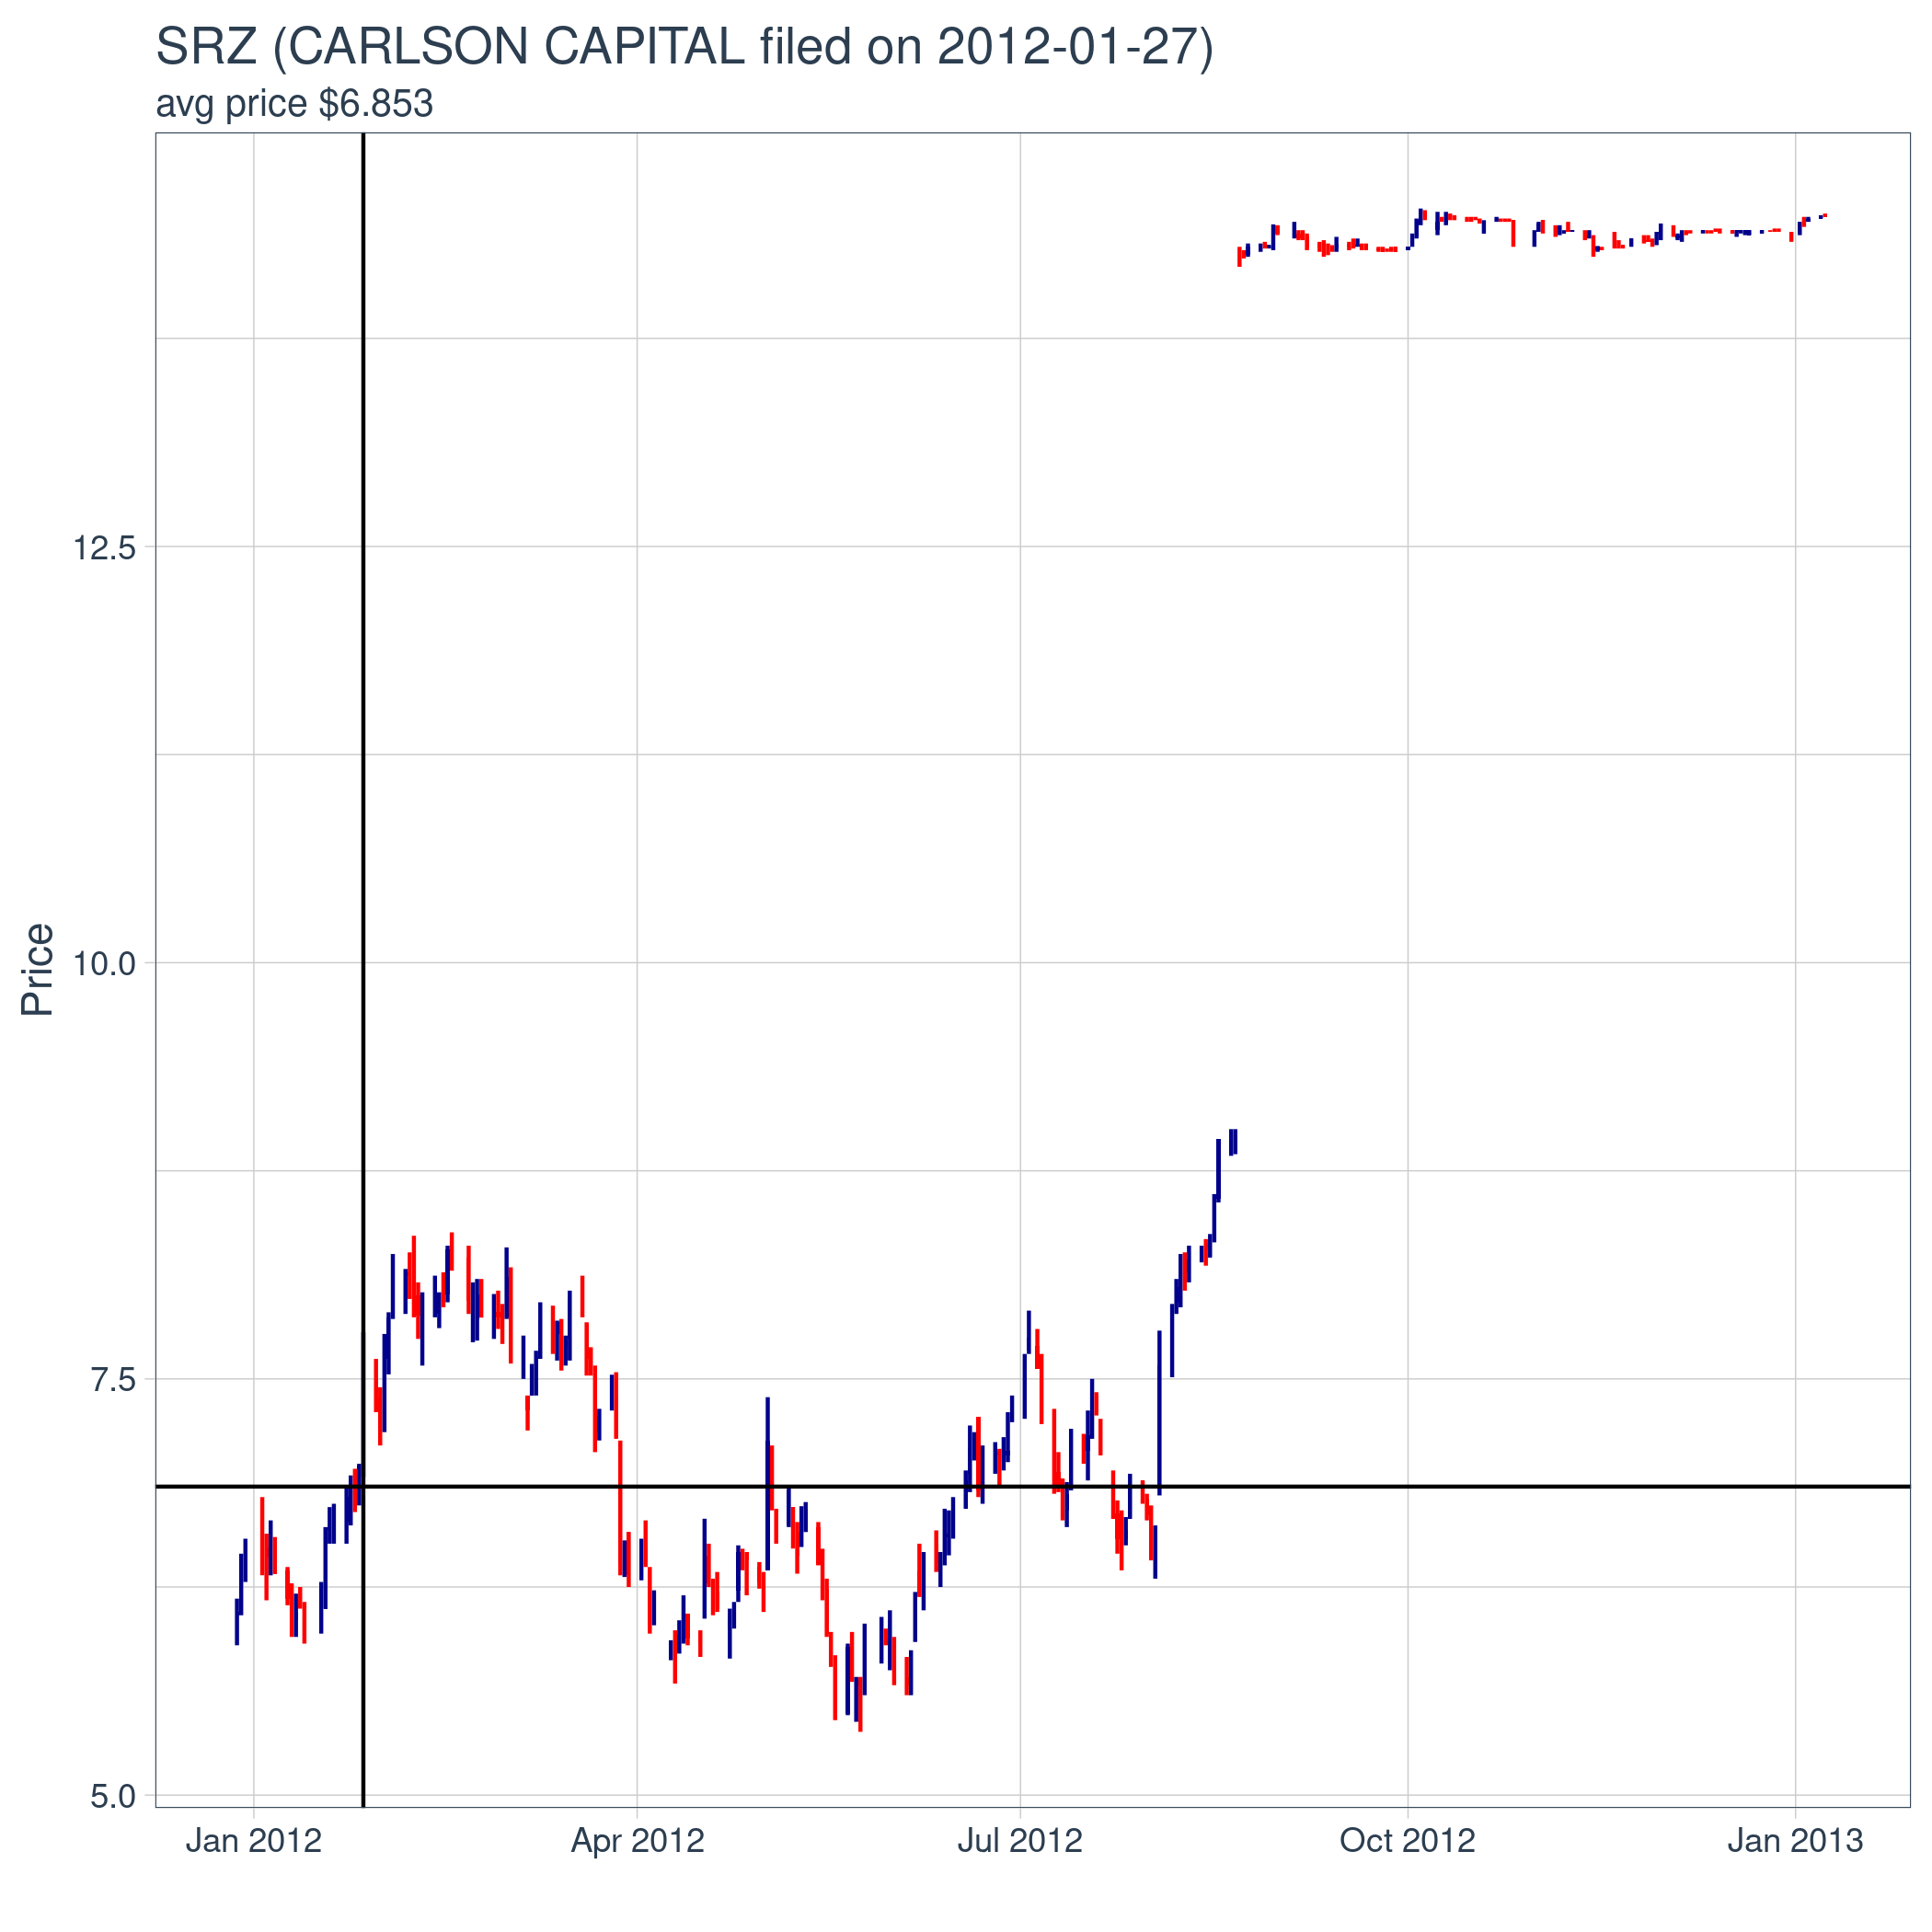 SRZ (CARLSON CAPITAL filed on 2012-01-27)
avg price $6.853
12.5
10.0
7.5
5.0
Price
Jan 2012
Apr 2012
Jul 2012
Oct 2012
Jan 2013